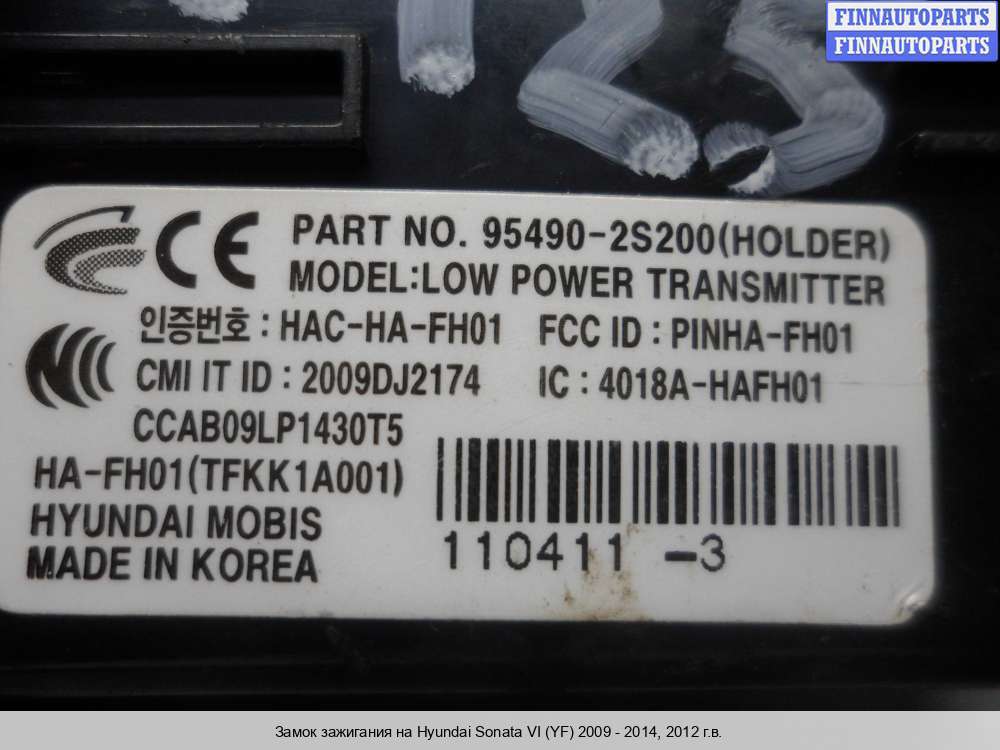 FINNAUTOPARTS
FINNAUTOPARTS
CE PART NO. 95490-2S200(HOLDER)
MODEL:LOW POWER TRANSMITTER
인증번호 : HAC-HA-FH01 FCC ID : PINHA-FH01
CMI IT ID : 2009DJ2174 IC : 4018A-HAFH01
CCAB09LP1430T5
HA-FH01(TFKK1A001)
HYUNDAI MOBIS
MADE IN KOREA
110411 -3
Замок зажигания на Hyundai Sonata VI (YF) 2009 - 2014, 2012 г.в.